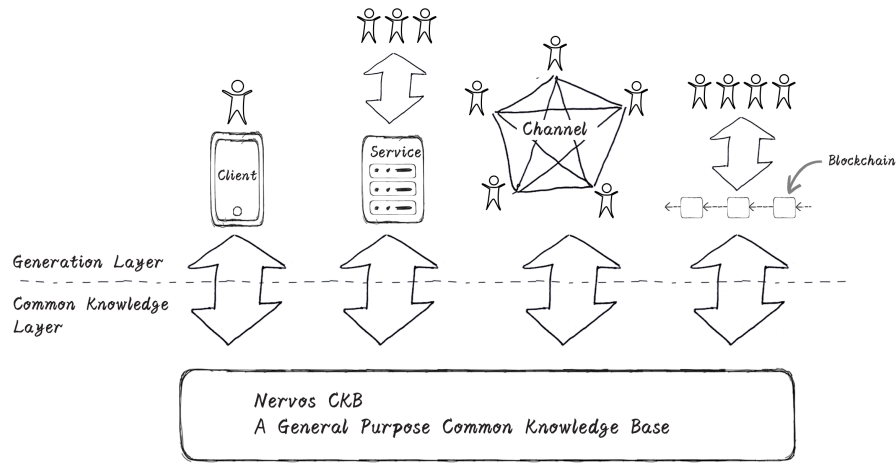 Client
Service
Channel
Blockchain
Generation Layer
Common Knowledge
Layer
Nervos CKB
A General Purpose Common Knowledge Base